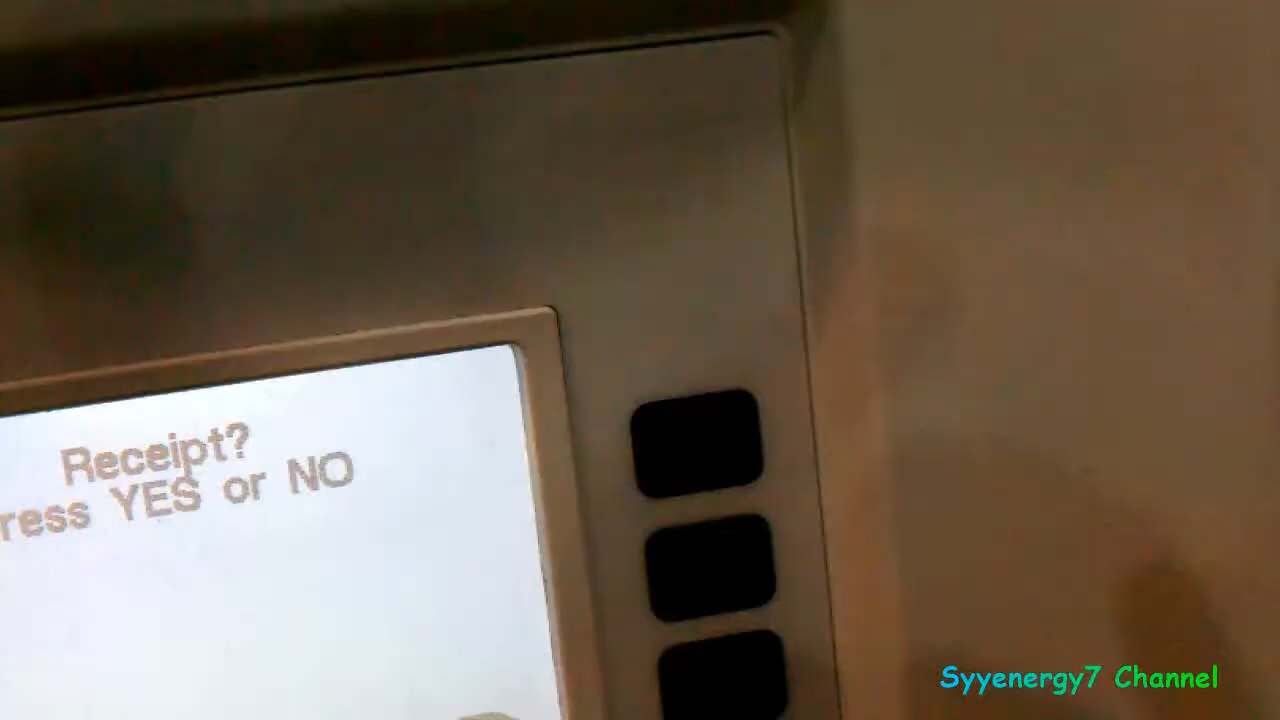 Receipt?
ress YES or NO
Syyenergy7 Channel